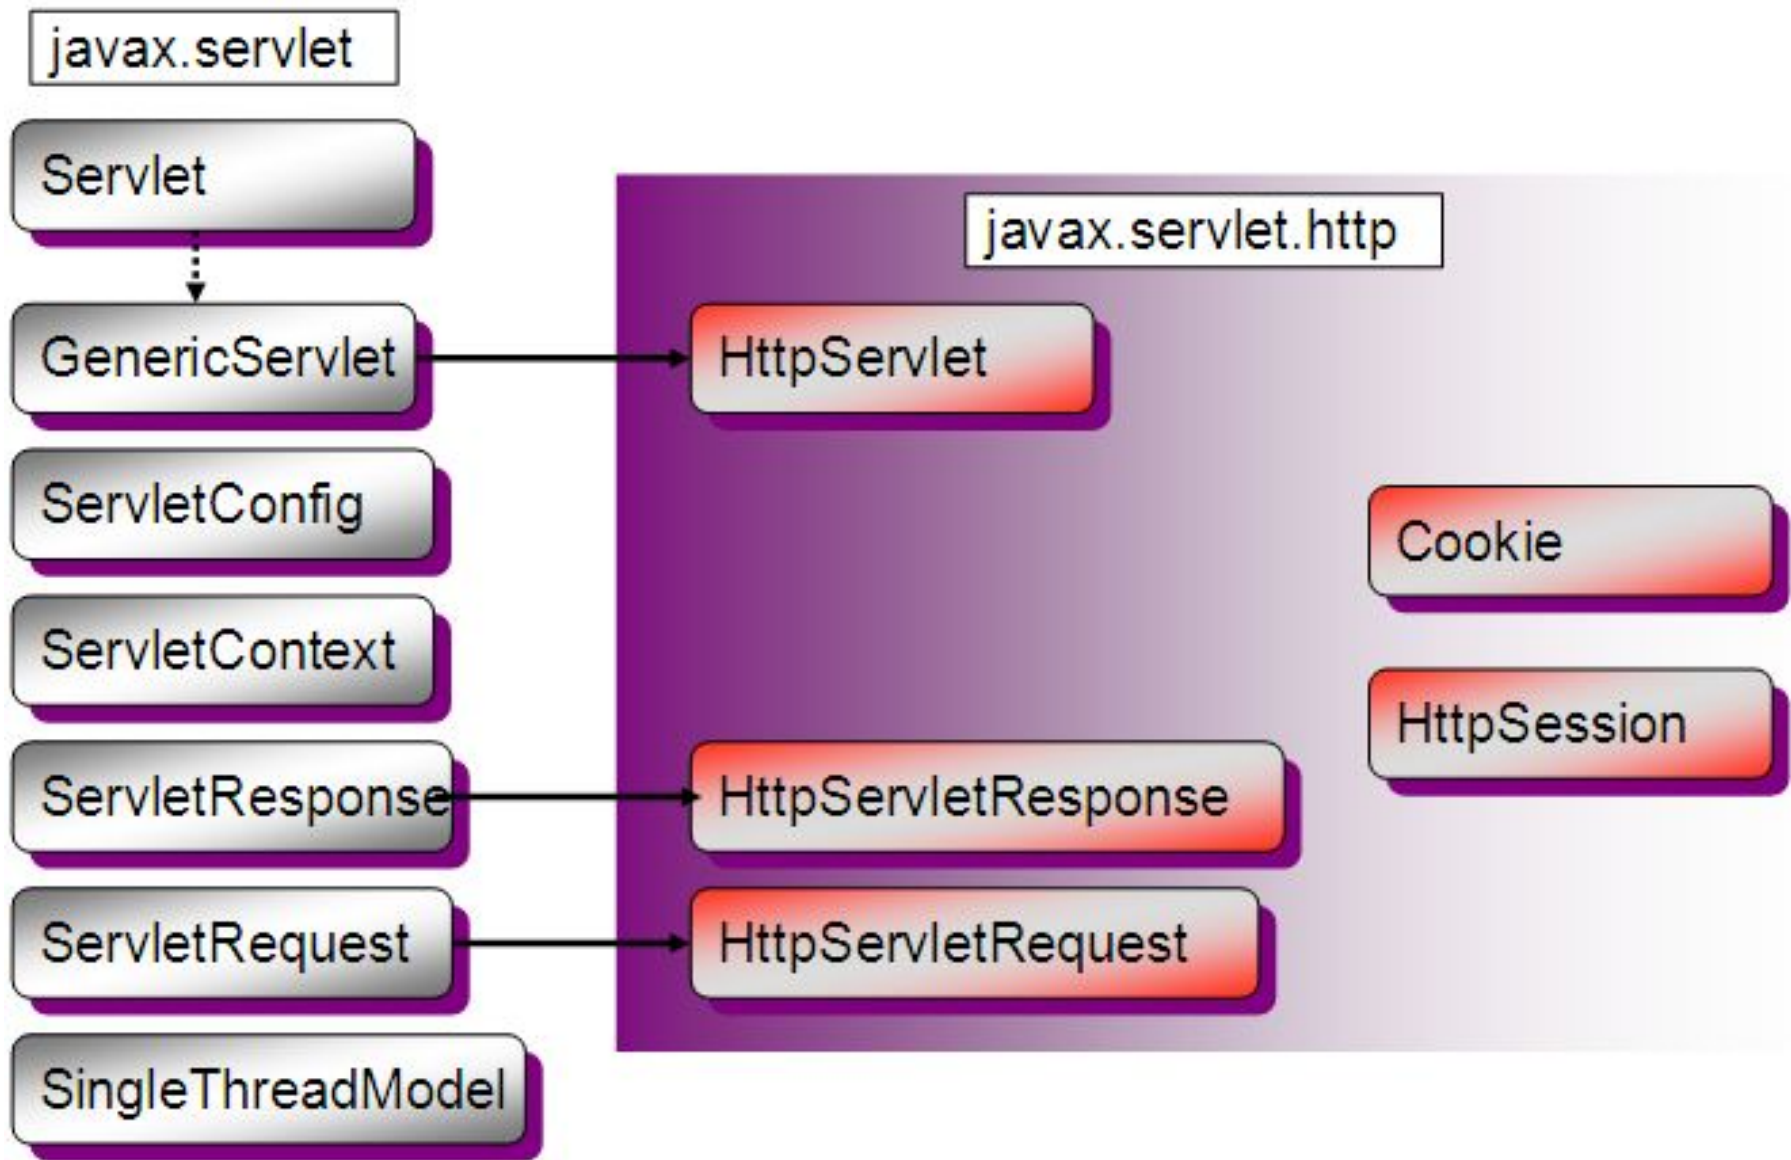 javax.servlet
Servlet
GenericServlet
ServletConfig
ServletContext
ServletResponse
ServletRequest
SingleThreadModel
javax.servlet.http
HttpServlet
Cookie
HttpSession
HttpServletResponse
HttpServletRequest